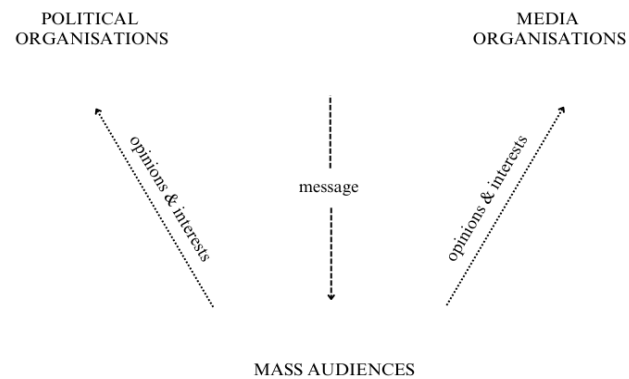 POLITICAL
ORGANISATIONS
MEDIA
ORGANISATIONS
opinions & interests
message
opinions & interests
MASS AUDIENCES